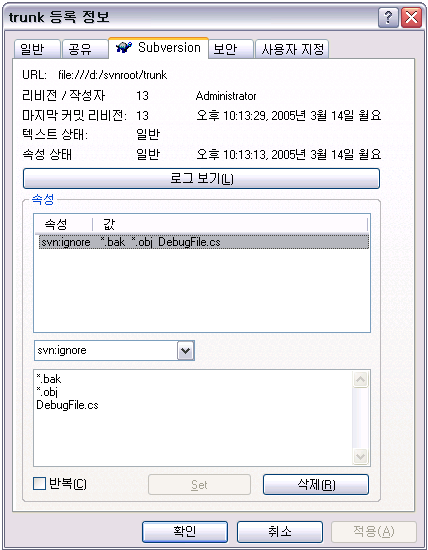 trunk 등록 정보
일반 공유 Subversion 보안 사용자 지정
URL: file:///d:/svnroot/trunk
리비전 / 작성자 13 Administrator
마지막 커밋 리비전: 13 오후 10:13:29, 2005년 3월 14일 월요
텍스트 상태: 일반
속성 상태 일반 오후 10:13:13, 2005년 3월 14일 월요
로그 보기(L)
속성
속성 값
svn:ignore *.bak *.obj DebugFile.cs
svn:ignore
*.bak
*.obj
DebugFile.cs
반복(C) Set 삭제(R)
확인 취소 적용(A)